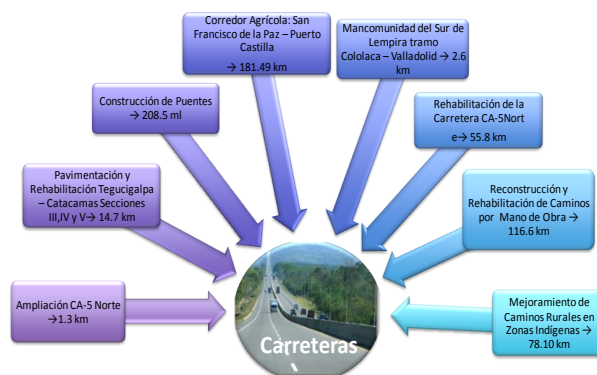 Corredor Agrícola: San
Francisco de la Paz – Puerto
Castilla
→ 181.49 km
Mancomunidad del Sur de
Lempira tramo
Cololaca – Valladolid → 2.6
km
Construcción de Puentes
→ 208.5 ml
Rehabilitación de la
Carretera CA-5Nort
e→ 55.8 km
Pavimentación y
Rehabilitación Tegucigalpa
– Catacamas Secciones
III,IV y V→ 14.7 km
Reconstrucción y
Rehabilitación de Caminos
por Mano de Obra →
116.6 km
Ampliación CA-5 Norte
→1.3 km
Mejoramiento de
Caminos Rurales en
Zonas Indígenas →
78.10 km
Carreteras